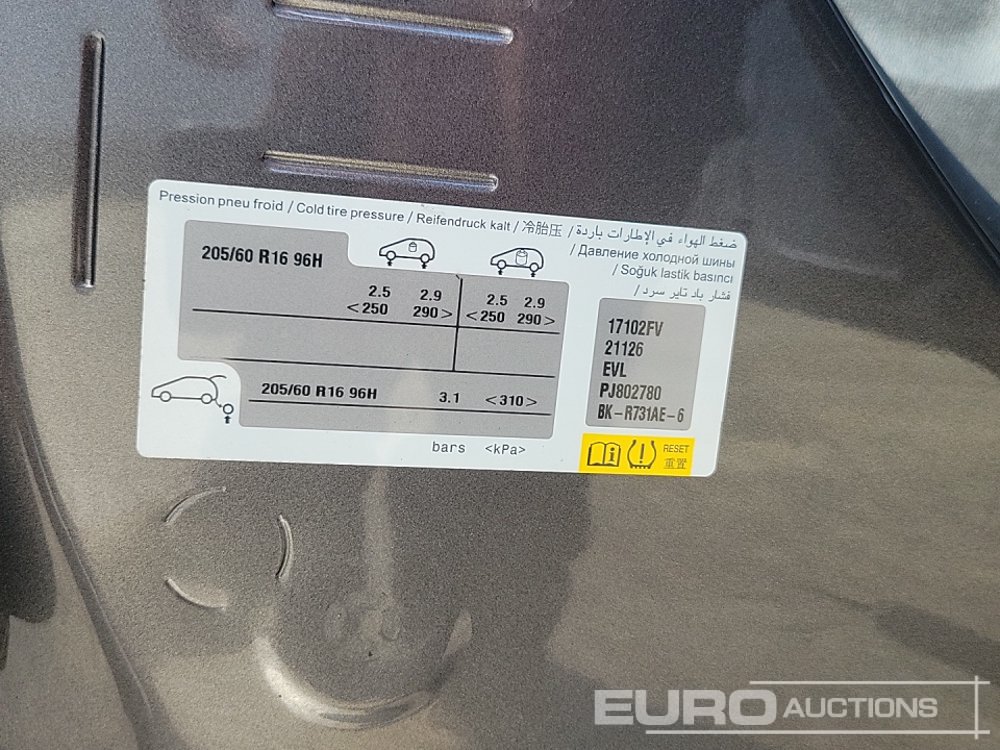 Pression pneu froid / Cold tire pressure / Reifendruck kalt / 冷胎压 / ضغط الهواء في الإطارات باردة /
/ Давление холодной шины
/ Soğuk lastik basıncı
/ فشار باد تایر سرد
205/60 R16 96H
2.5 2.9 2.5 2.9
<250 290> <250 290>
205/60 R16 96H 3.1 <310>
bars <kPa>
17102FV
21126
EVL
PJ802780
BK-R731AE-6
RESET
重置
EURO AUCTIONS